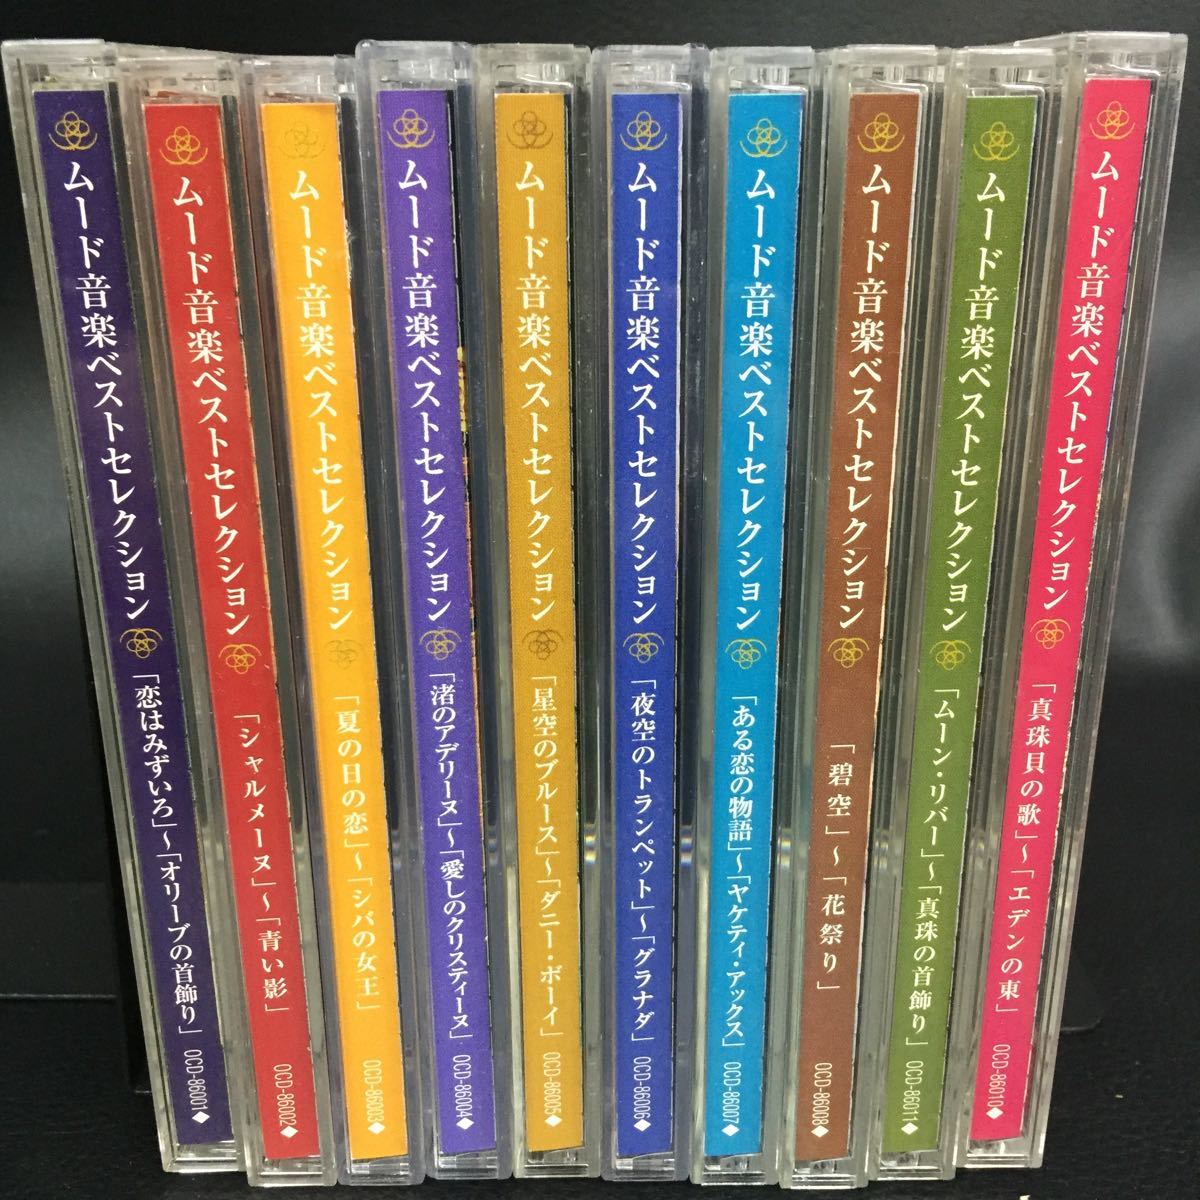 ムード音楽ベストセレクション 「恋はみずいろ」～「オリーブの首飾り」 OCD-86001◆
ムード音楽ベストセレクション 「シャルメーヌ」～「青い影」 OCD-86002◆
ムード音楽ベストセレクション 「夏の日の恋」～「シバの女王」 OCD-86003◆
ムード音楽ベストセレクション 「渚のアデリーヌ」～「愛しのクリスティーヌ」 OCD-86004◆
ムード音楽ベストセレクション 「星空のブルース」～「ダニー・ボーイ」 OCD-86005◆
ムード音楽ベストセレクション 「夜空のトランペット」～「グラナダ」 OCD-86006◆
ムード音楽ベストセレクション 「ある恋の物語」～「ヤケティ・アックス」 OCD-86007◆
ムード音楽ベストセレクション 「碧空」～「花祭り」 OCD-86008◆
ムード音楽ベストセレクション 「ムーン・リバー」～「真珠の首飾り」 OCD-86011◆
ムード音楽ベストセレクション 「真珠貝の歌」～「エデンの東」 OCD-86010◆